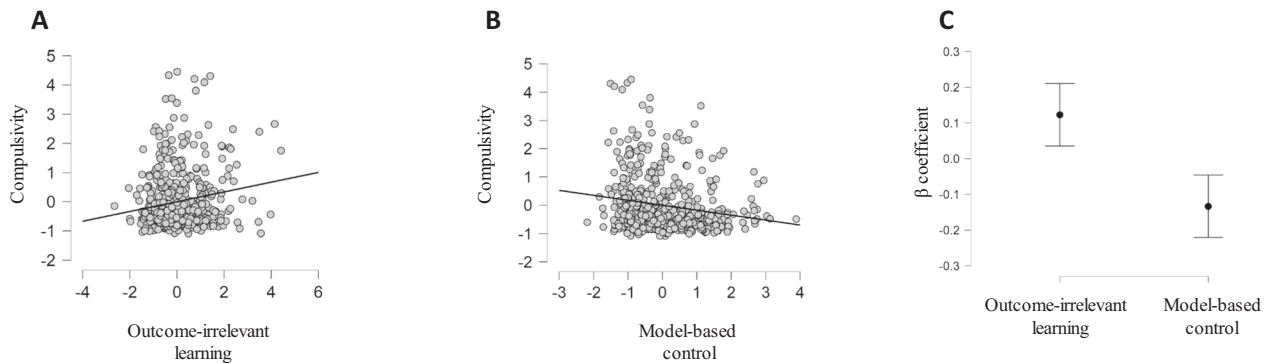 A
Compulsivity
5
4
3
2
1
0
-1
-2
-4
-2
0
2
4
6
Outcome-irrelevant
learning
B
Compulsivity
5
4
3
2
1
0
-1
-2
-3
-2
-1
0
1
2
3
4
Model-based
control
C
β coefficient
0.3
0.2
0.1
0.0
-0.1
-0.2
-0.3
Outcome-irrelevant
learning
Model-based
control